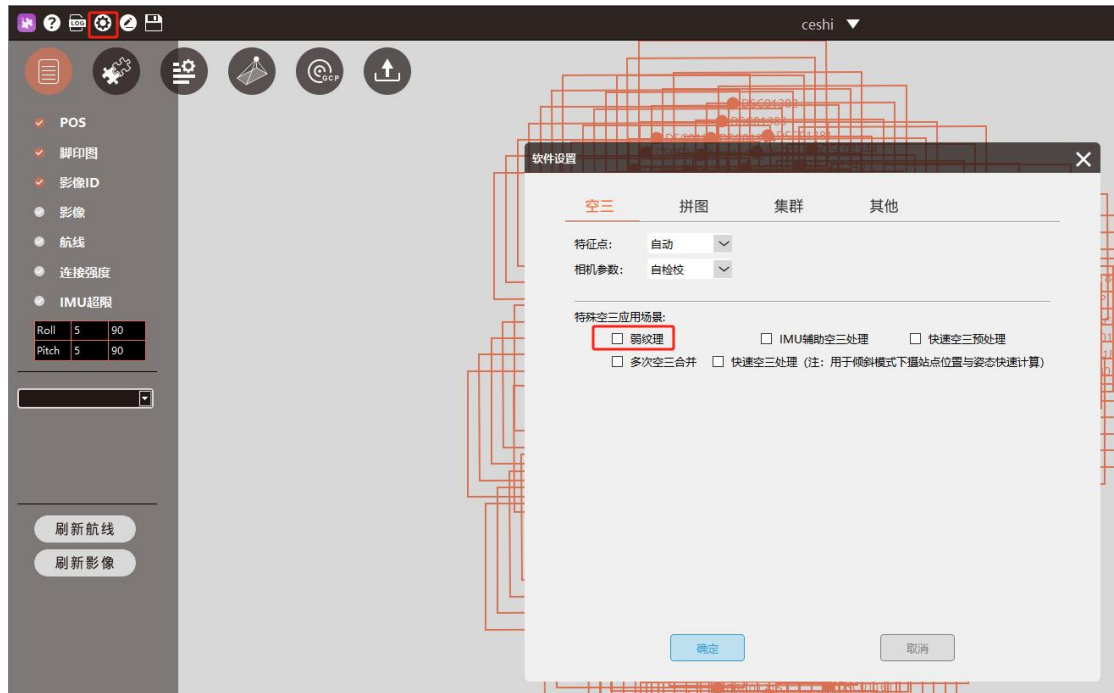 LOG
ceshi
GCP
POS
脚印图
影像ID
影像
航线
连接强度
IMU超限
Roll 5 90
Pitch 5 90
刷新航线
刷新影像
软件设置
空三 拼图 集群 其他
特征点: 自动
相机参数: 自检校
特殊空三应用场景:
弱纹理 IMU辅助空三处理 快速空三预处理
多次空三合并 快速空三处理 (注: 用于倾斜模式下摄站点位置与姿态快速计算)
确定 取消